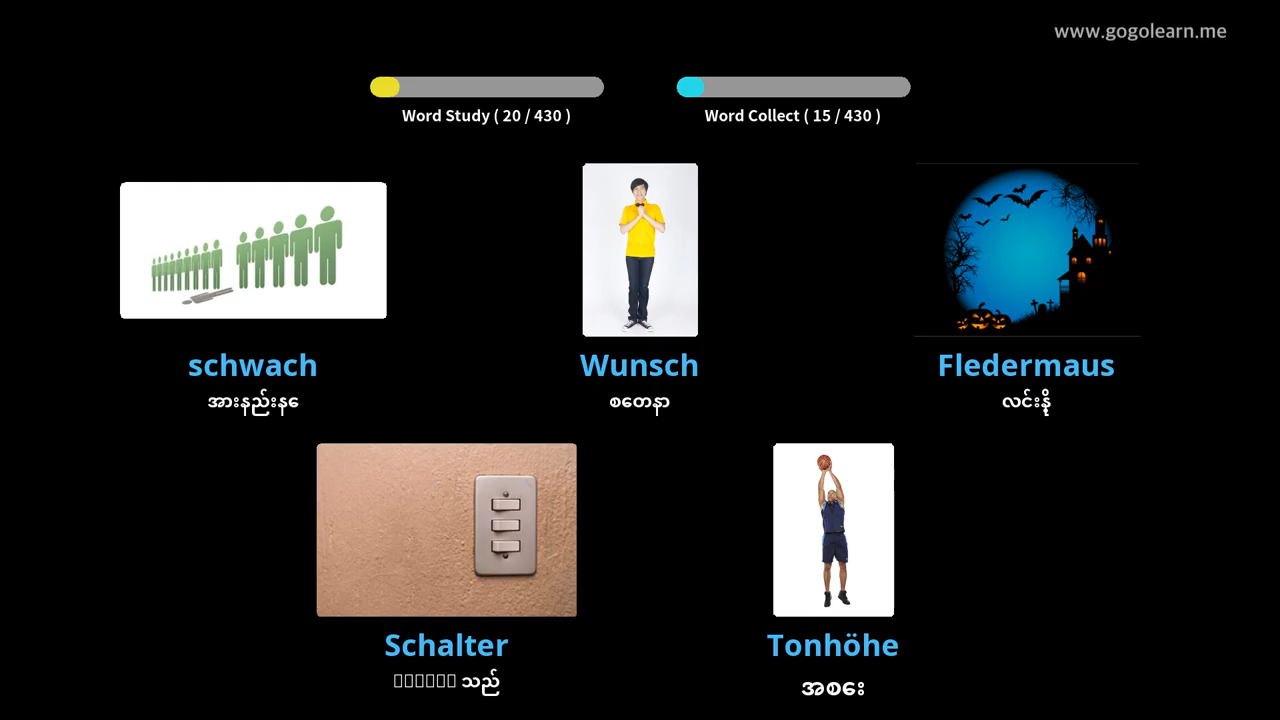 www.gogolearn.me
Word Study ( 20 / 430 )
Word Collect ( 15 / 430 )
schwach
အားနည်းနေ
Wunsch
စတေနာ
Fledermaus
လင်းနို့
Schalter
သည်
Tonhöhe
အစေး